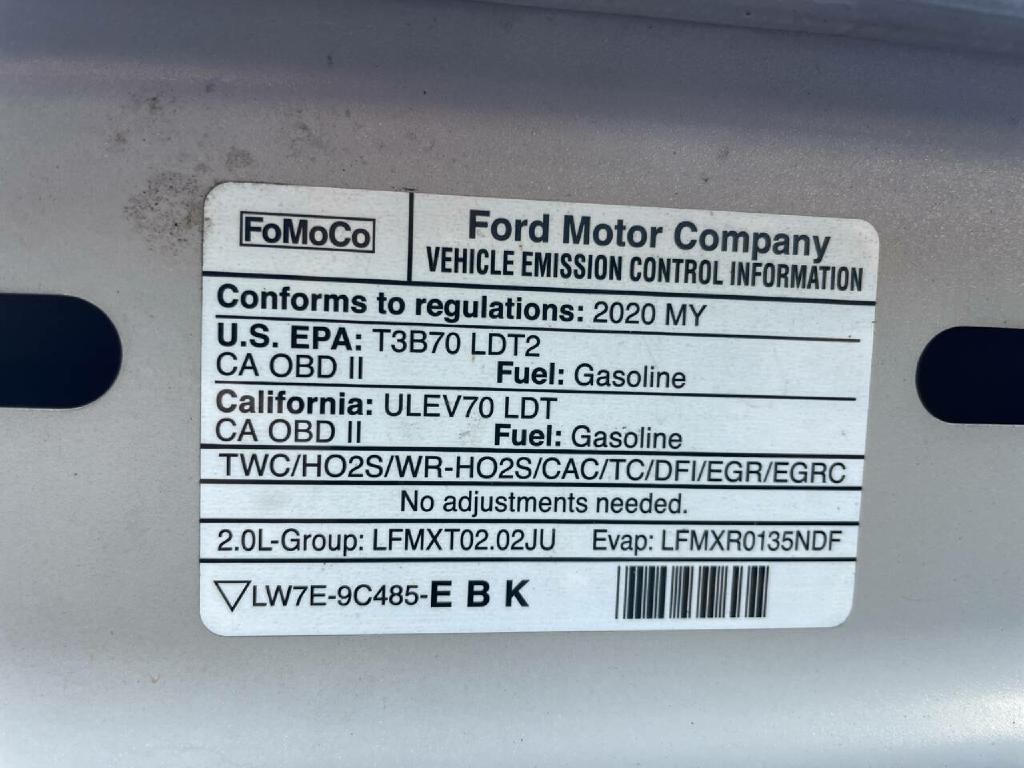 FoMoCo
Ford Motor Company
VEHICLE EMISSION CONTROL INFORMATION
Conforms to regulations: 2020 MY
U.S. EPA: T3B70 LDT2
CA OBD II Fuel: Gasoline
California: ULEV70 LDT
CA OBD II Fuel: Gasoline
TWC/HO2S/WR-HO2S/CAC/TC/DFI/EGR/EGRC
No adjustments needed.
2.0L-Group: LFMXT02.02JU Evap: LFMXR0135NDF
LW7E-9C485-E B K